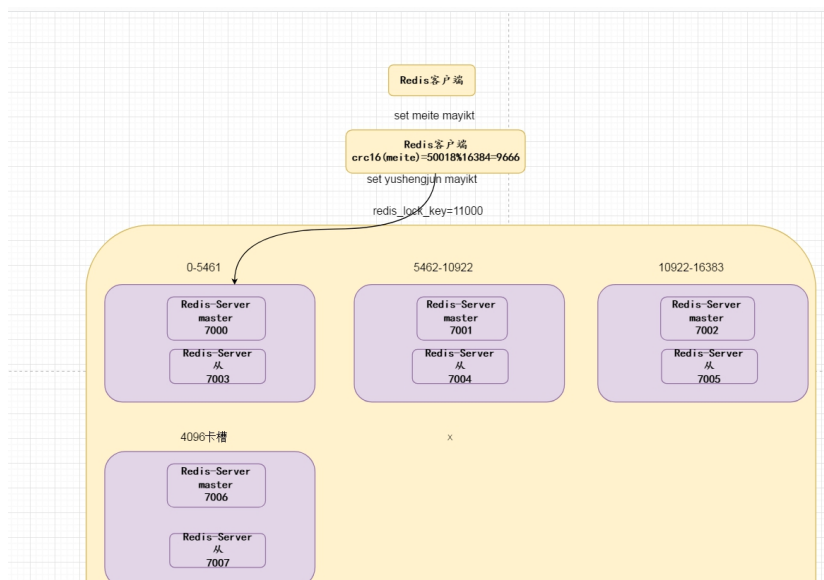 Redis客户端
set meite mayikt
Redis客户端
crc16(meite)=50018%16384=9666
set yushengjun mayikt
redis_lock_key=11000
0-5461
5462-10922
10922-16383
Redis-Server
master
7000
Redis-Server
从
7003
Redis-Server
master
7001
Redis-Server
从
7004
Redis-Server
master
7002
Redis-Server
从
7005
4096卡槽
x
Redis-Server
master
7006
Redis-Server
从
7007